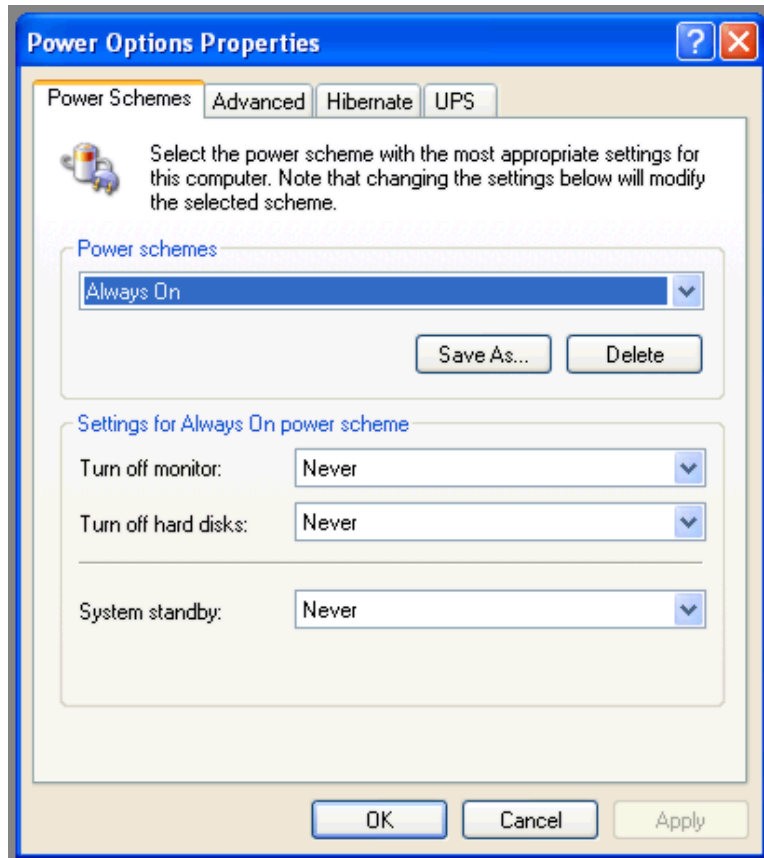 Power Options Properties
Power Schemes Advanced Hibernate UPS
Select the power scheme with the most appropriate settings for
this computer. Note that changing the settings below will modify
the selected scheme.
Power schemes
Always On
Save As... Delete
Settings for Always On power scheme
Turn off monitor: Never
Turn off hard disks: Never
System standby: Never
OK Cancel Apply